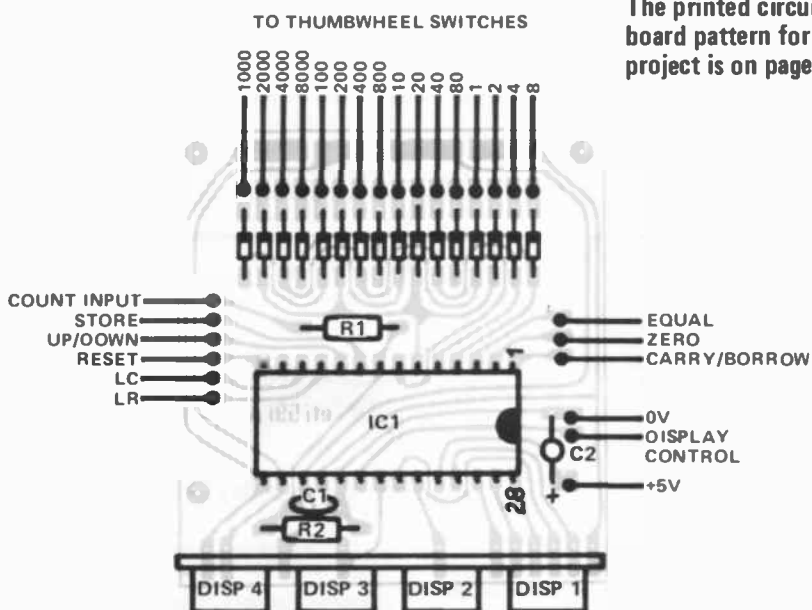 The printed circu
board pattern for
project is on page
TO THUMBWHEEL SWITCHES
1000
2000
4000
8000
100
200
400
800
10
20
40
80
1
2
4
8
COUNT INPUT
STORE
UP/DOWN
RESET
LC
LR
R1
EQUAL
ZERO
CARRY/BORROW
1
IC1
28
0V
DISPLAY
CONTROL
C2
+
+5V
C1
R2
DISP 4
DISP 3
DISP 2
DISP 1